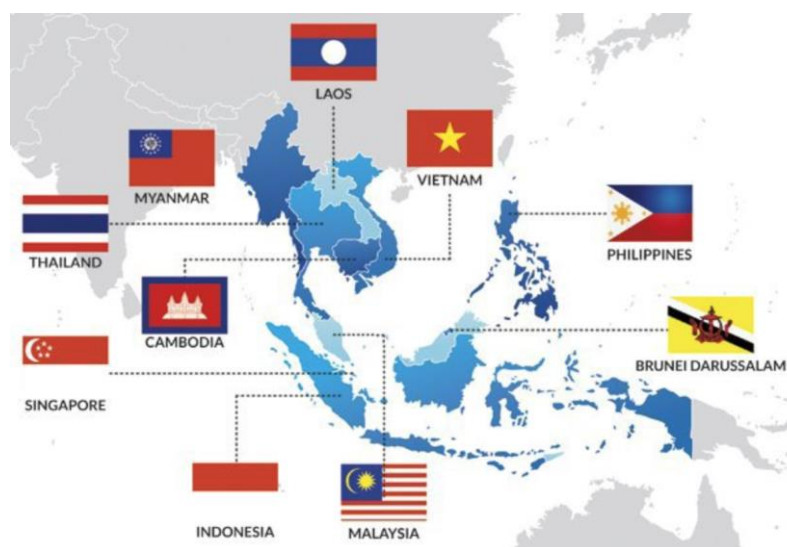 LAOS
MYANMAR
VIETNAM
THAILAND
PHILIPPINES
CAMBODIA
SINGAPORE
BRUNEI DARUSSALAM
INDONESIA
MALAYSIA